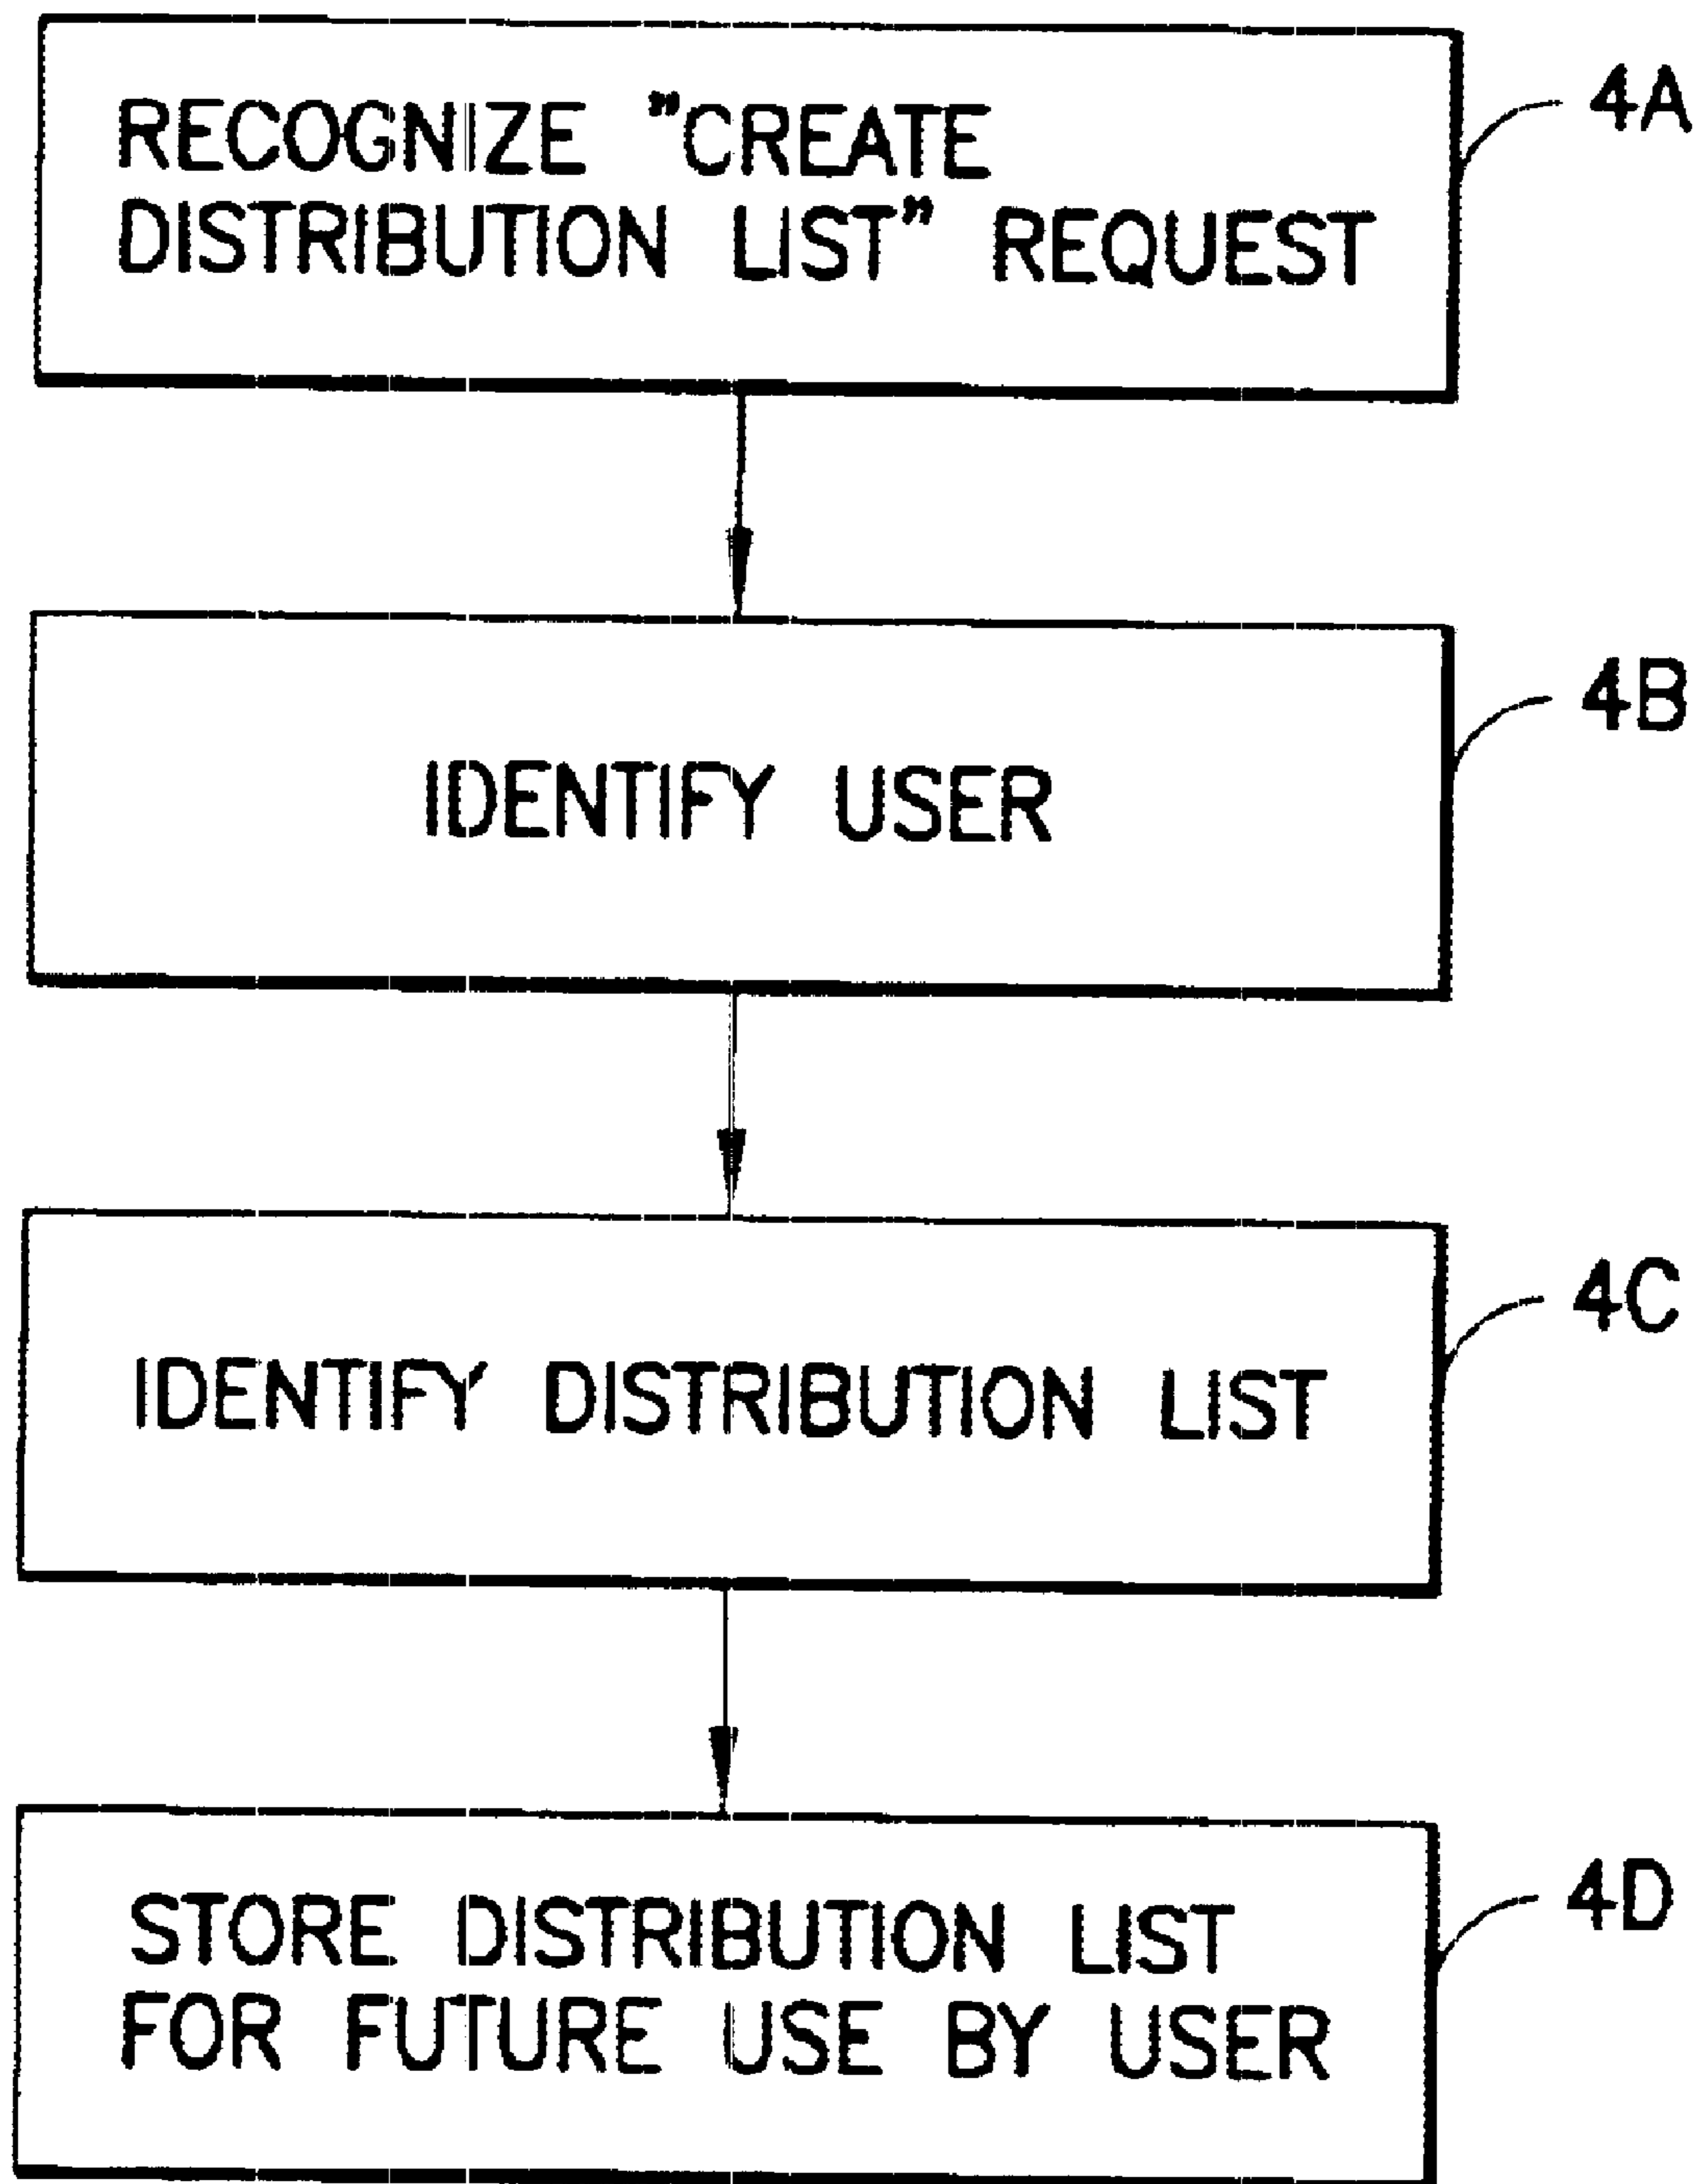 RECOGNIZE "CREATE
DISTRIBUTION LIST" REQUEST
4A
IDENTIFY USER
4B
IDENTIFY DISTRIBUTION LIST
4C
STORE DISTRIBUTION LIST
FOR FUTURE USE BY USER
4D